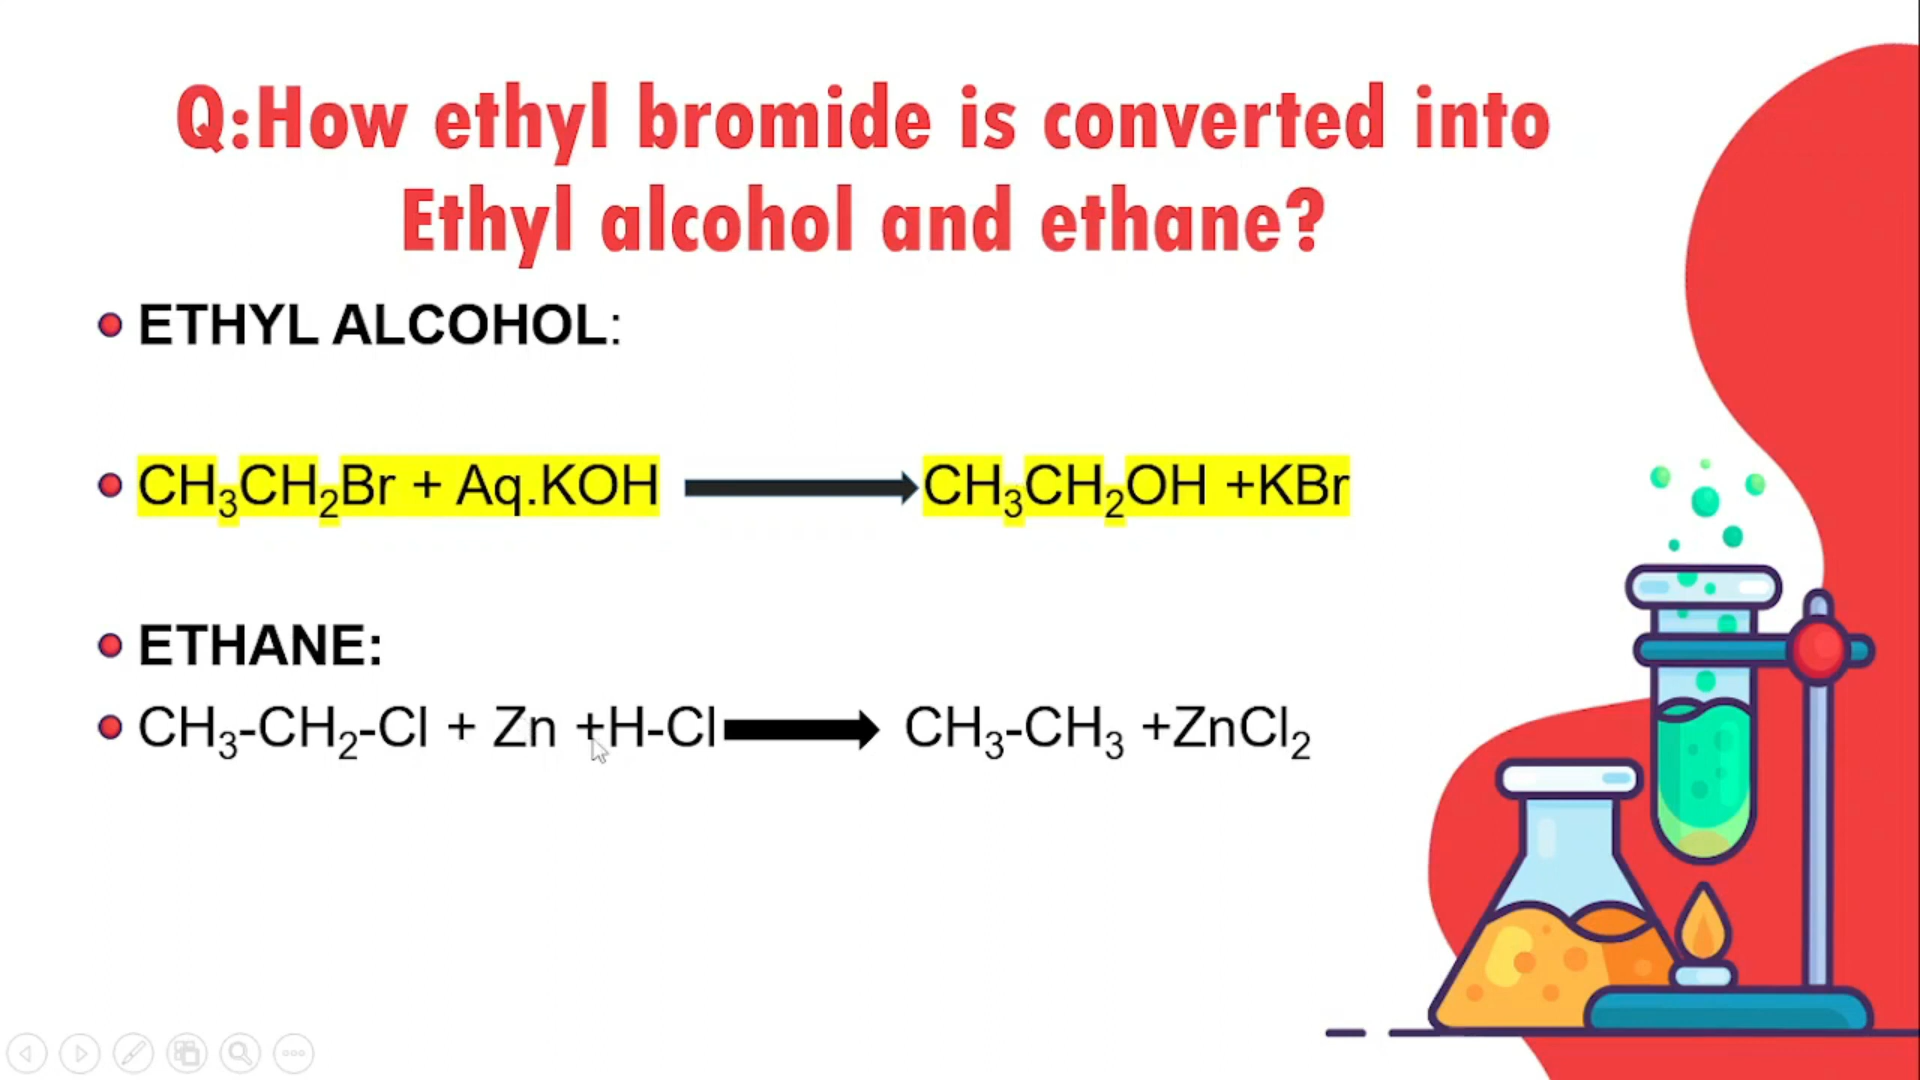 Q:How ethyl bromide is converted into
Ethyl alcohol and ethane?
ETHYL ALCOHOL:
CH₃CH₂Br + Aq.KOH CH₃CH₂OH +KBr
ETHANE:
CH₃-CH₂-Cl + Zn +H-Cl CH₃-CH₃ +ZnCl₂